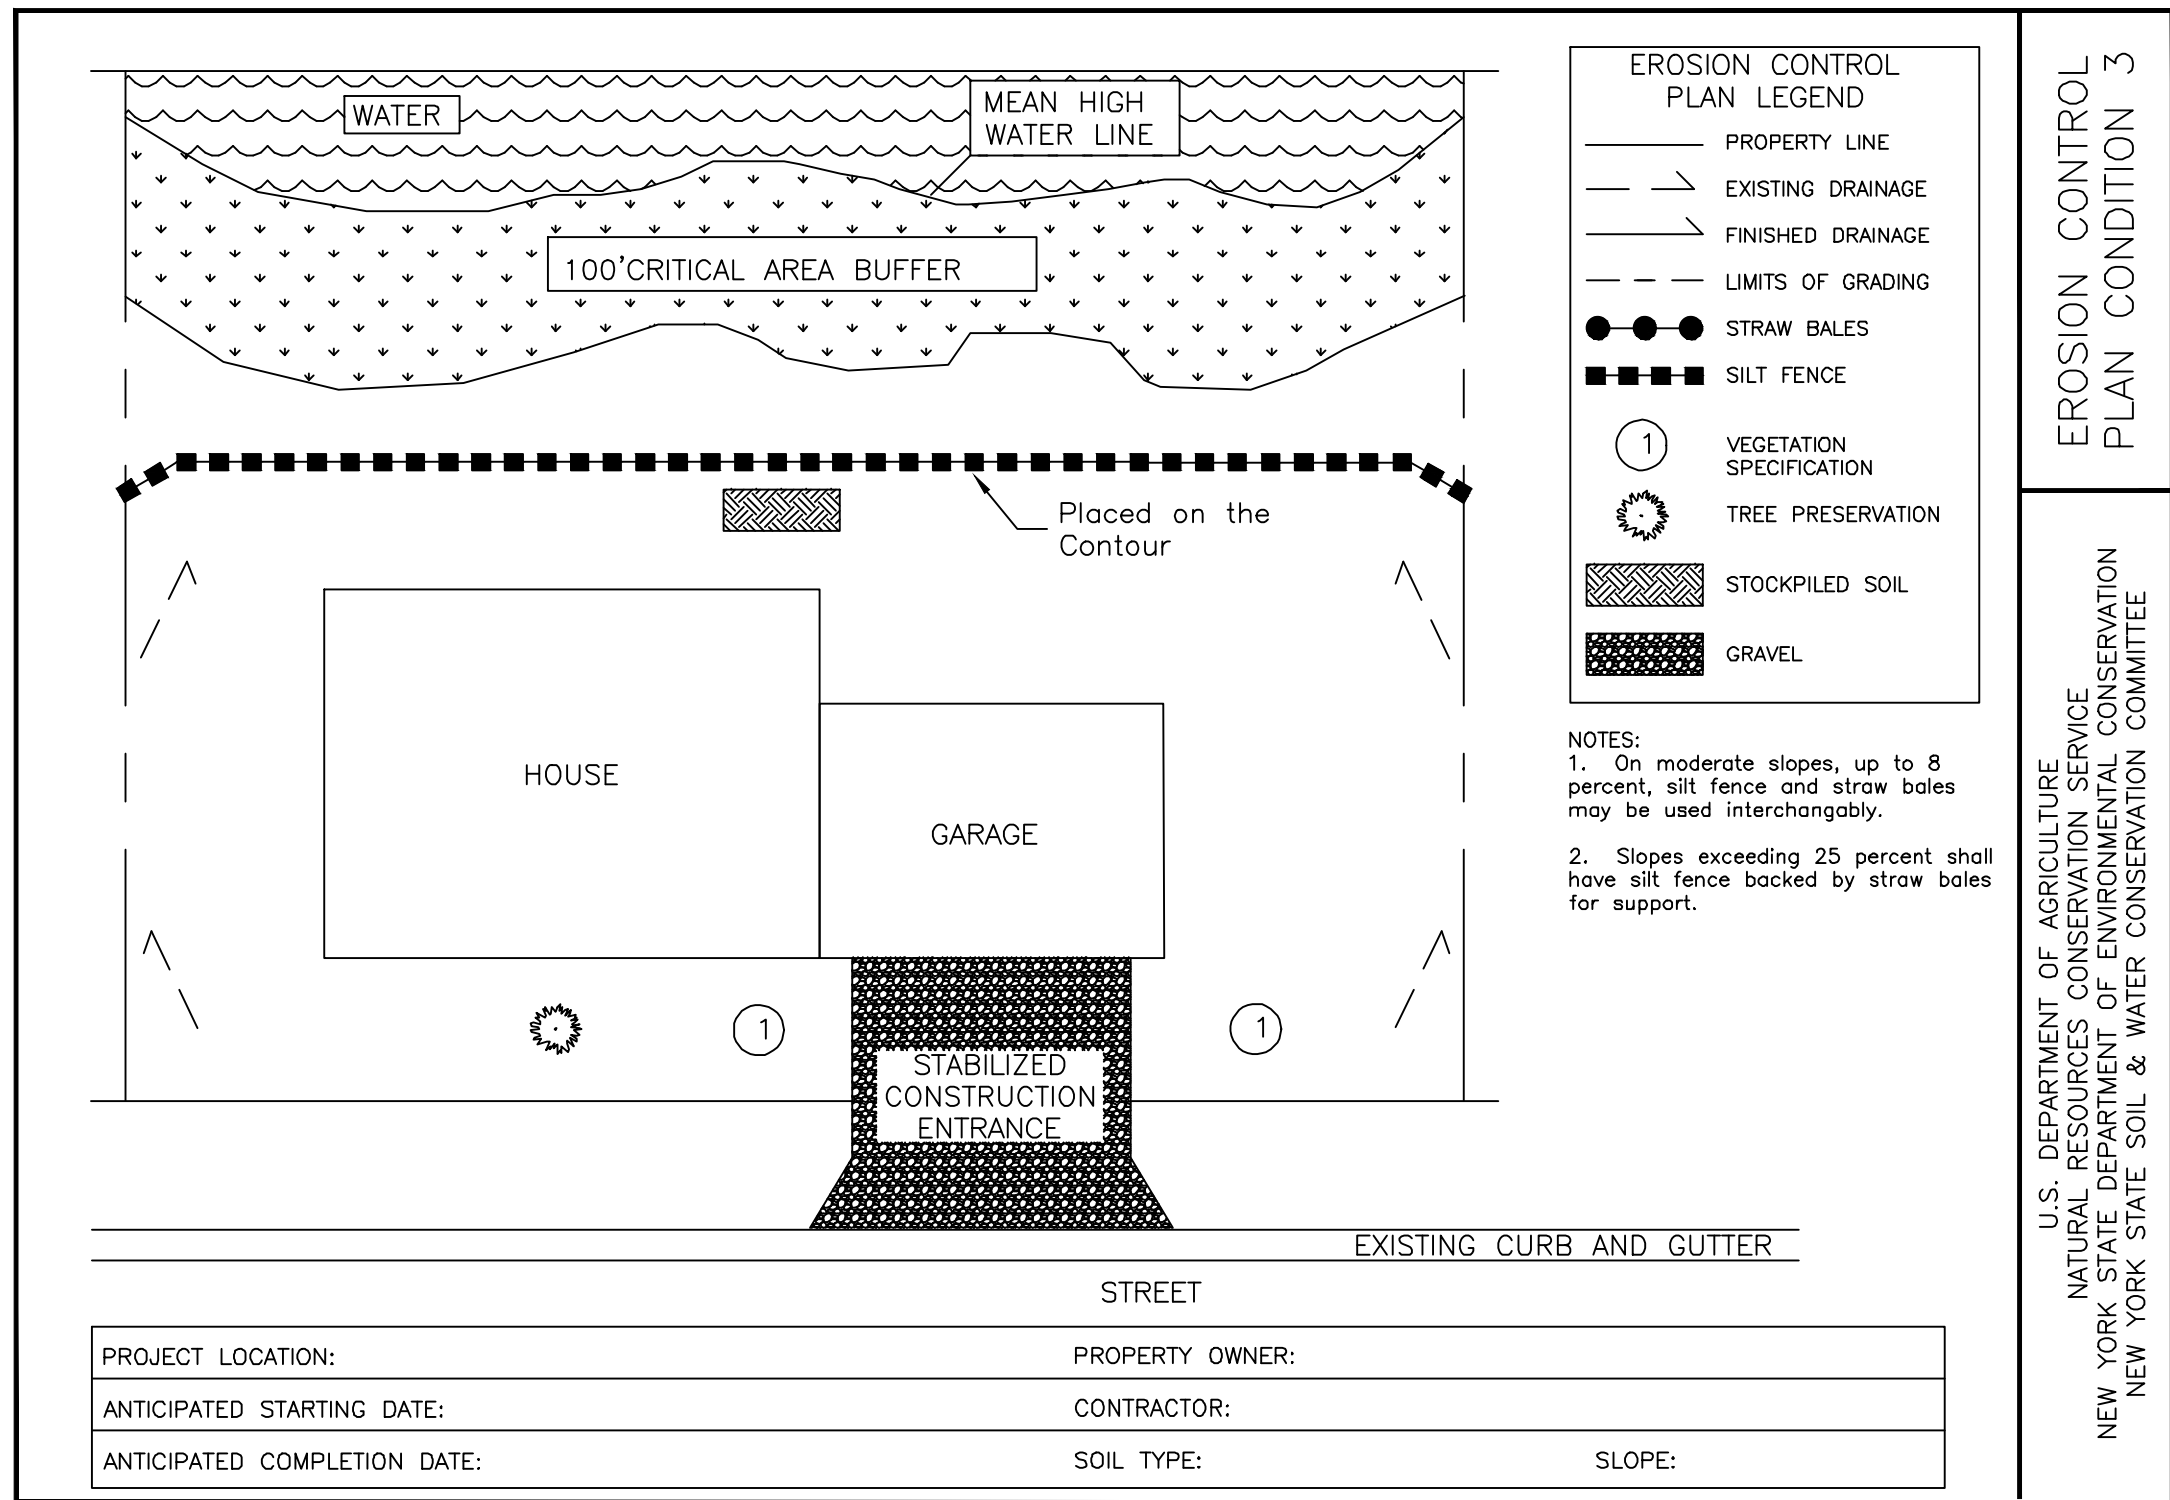 WATER
MEAN HIGH
WATER LINE
100'CRITICAL AREA BUFFER
Placed on the
Contour
HOUSE
GARAGE
1
1
STABILIZED
CONSTRUCTION
ENTRANCE
EXISTING CURB AND GUTTER
STREET
EROSION CONTROL
PLAN LEGEND
PROPERTY LINE
EXISTING DRAINAGE
FINISHED DRAINAGE
LIMITS OF GRADING
STRAW BALES
SILT FENCE
1
VEGETATION
SPECIFICATION
TREE PRESERVATION
STOCKPILED SOIL
GRAVEL
NOTES:
1. On moderate slopes, up to 8
percent, silt fence and straw bales
may be used interchangably.
2. Slopes exceeding 25 percent shall
have silt fence backed by straw bales
for support.
PROJECT LOCATION:
PROPERTY OWNER:
ANTICIPATED STARTING DATE:
CONTRACTOR:
ANTICIPATED COMPLETION DATE:
SOIL TYPE:
SLOPE:
EROSION CONTROL
PLAN CONDITION 3
U.S. DEPARTMENT OF AGRICULTURE
NATURAL RESOURCES CONSERVATION SERVICE
NEW YORK STATE DEPARTMENT OF ENVIRONMENTAL CONSERVATION
NEW YORK STATE SOIL & WATER CONSERVATION COMMITTEE